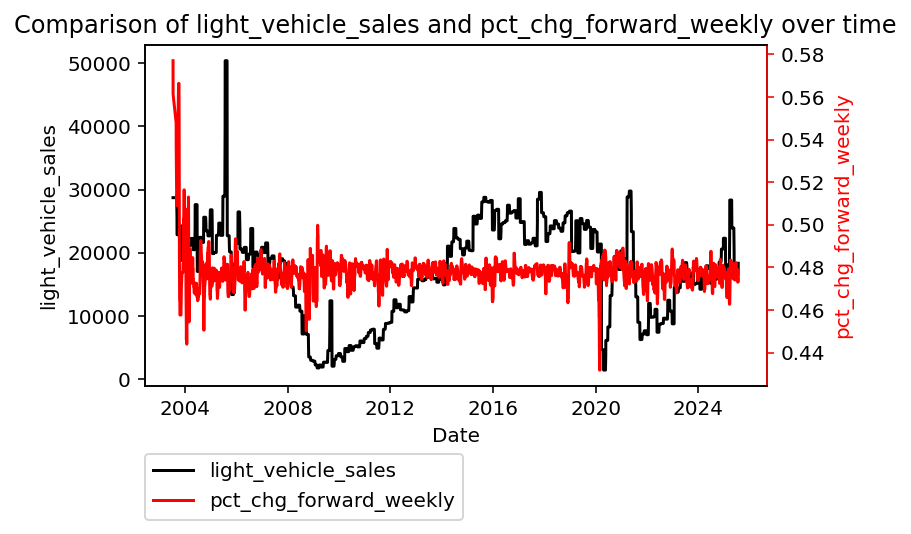 Comparison of light_vehicle_sales and pct_chg_forward_weekly over time
light_vehicle_sales
50000
40000
30000
20000
10000
0
0.58
0.56
0.54
0.52
0.50
0.48
0.46
0.44
pct_chg_forward_weekly
2004 2008 2012 2016 2020 2024
Date
light_vehicle_sales
pct_chg_forward_weekly